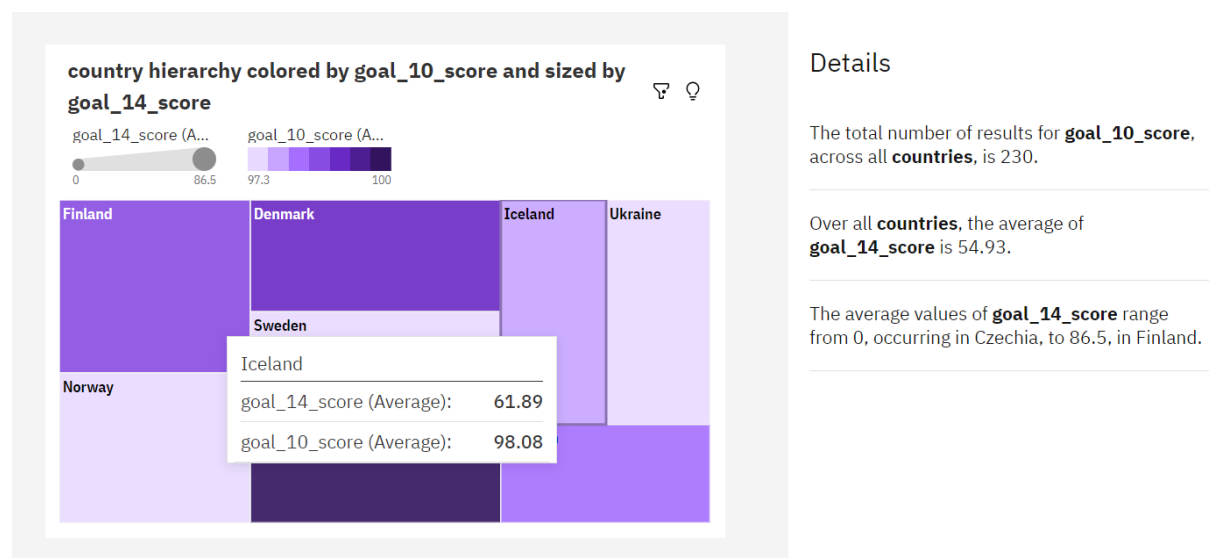 country hierarchy colored by goal_10_score and sized by
goal_14_score
goal_14_score (A...
goal_10_score (A...
0
86.5
97.3
100
Finland
Denmark
Iceland
Ukraine
Sweden
Norway
Iceland
goal_14_score (Average): 61.89
goal_10_score (Average): 98.08
Details
The total number of results for goal_10_score,
across all countries, is 230.
Over all countries, the average of
goal_14_score is 54.93.
The average values of goal_14_score range
from 0, occurring in Czechia, to 86.5, in Finland.